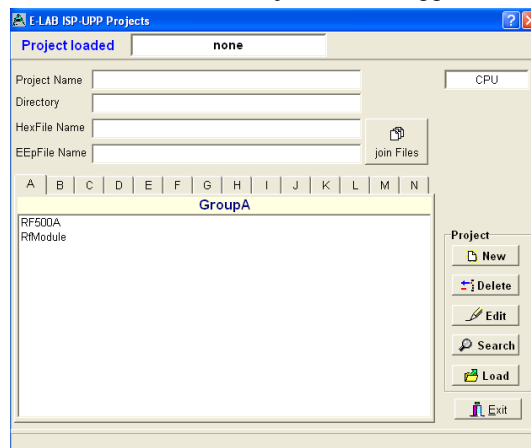 E-LAB ISP-UPP Projects
Project loaded none
Project Name CPU
Directory
HexFile Name
EEpFile Name join Files
A B C D E F G H I J K L M N
GroupA
RF500A
RfModule
Project
New
Delete
Edit
Search
Load
Exit